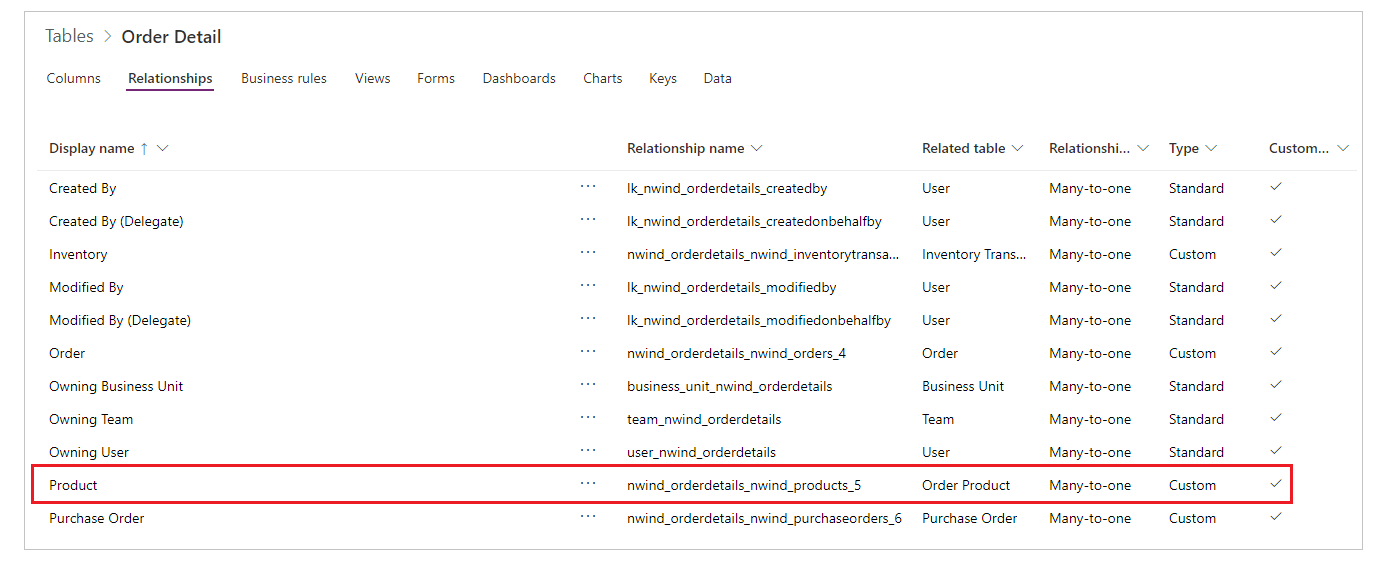 Tables > Order Detail
Columns Relationships Business rules Views Forms Dashboards Charts Keys Data
Display name ↑ Relationship name Related table Relationshi... Type Custom...
Created By ... lk_nwind_orderdetails_createdby User Many-to-one Standard
Created By (Delegate) ... lk_nwind_orderdetails_createdonbehalfby User Many-to-one Standard
Inventory ... nwind_orderdetails_nwind_inventorytransa... Inventory Trans... Many-to-one Custom
Modified By ... lk_nwind_orderdetails_modifiedby User Many-to-one Standard
Modified By (Delegate) ... lk_nwind_orderdetails_modifiedonbehalfby User Many-to-one Standard
Order ... nwind_orderdetails_nwind_orders_4 Order Many-to-one Custom
Owning Business Unit ... business_unit_nwind_orderdetails Business Unit Many-to-one Standard
Owning Team ... team_nwind_orderdetails Team Many-to-one Standard
Owning User ... user_nwind_orderdetails User Many-to-one Standard
Product ... nwind_orderdetails_nwind_products_5 Order Product Many-to-one Custom
Purchase Order ... nwind_orderdetails_nwind_purchaseorders_6 Purchase Order Many-to-one Custom